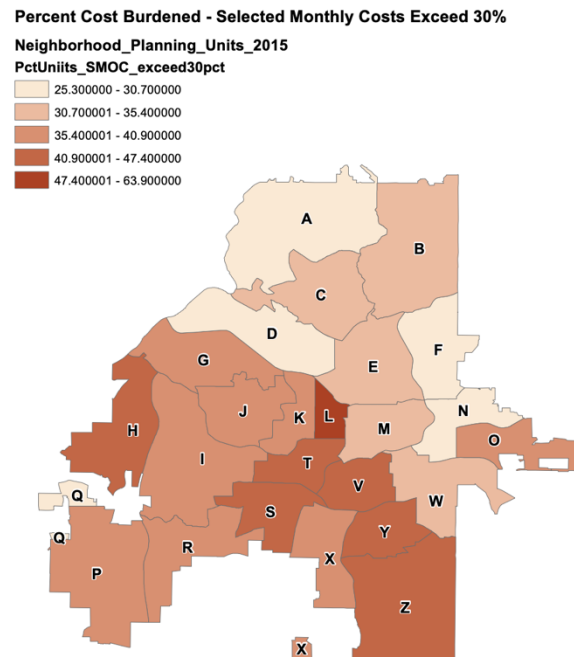 Percent Cost Burdened - Selected Monthly Costs Exceed 30%
Neighborhood_Planning_Units_2015
PctUniits_SMOC_exceed30pct
25.300000 - 30.700000
30.700001 - 35.400000
35.400001 - 40.900000
40.900001 - 47.400000
47.400001 - 63.900000
A
B
C
D
F
G
E
J
K
L
M
N
H
O
I
T
Q
V
W
S
Y
Q
R
X
P
Z
X